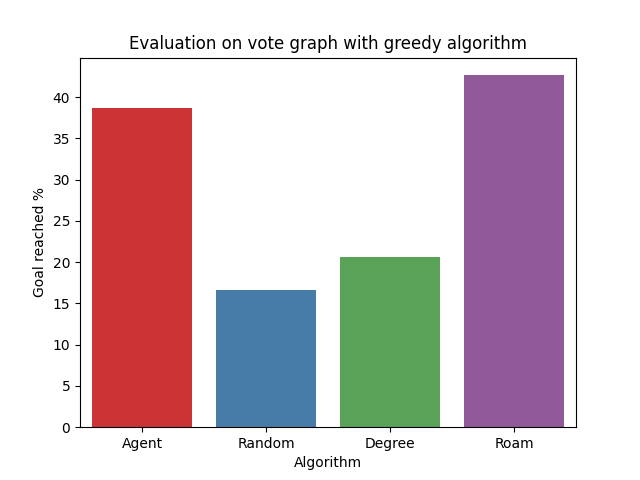 Evaluation on vote graph with greedy algorithm
Goal reached %
40
35
30
25
20
15
10
5
0
Agent Random Degree Roam
Algorithm